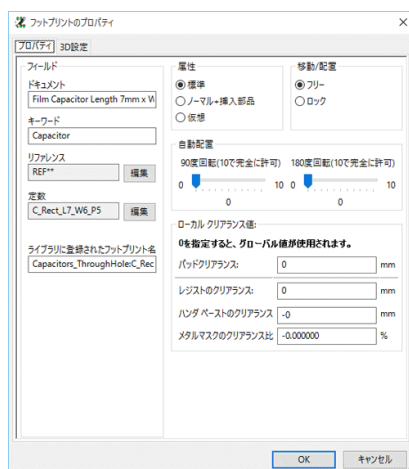 フットプリントのプロパティ
プロパティ 3D設定
フィールド
ドキュメント
Film Capacitor Length 7mm x W
キーワード
Capacitor
リファレンス
REF** 編集
定数
C_Rect_L7_W6_P5 編集
ライブラリに登録されたフットプリント名
Capacitors_ThroughHole:C_Rec
属性
標準
ノーマル+挿入部品
仮想
移動/配置
フリー
ロック
自動配置
90度回転(10で完全に許可) 180度回転(10で完全に許可)
0 10 0 10
0 0
ローカル クリアランス値:
0を指定すると、グローバル値が使用されます。
パッドクリアランス: 0 mm
レジストのクリアランス: 0 mm
ハンダ ペーストのクリアランス -0 mm
メタルマスクのクリアランス比 -0.000000 %
OK キャンセル